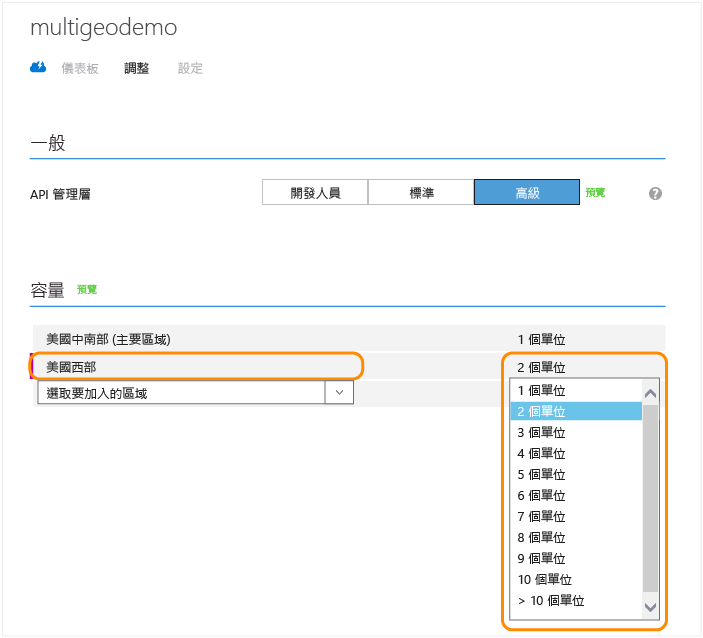 multigeodemo
儀表板 調整 設定
一般
API 管理層 開發人員 標準 高級 預覽 ?
容量 預覽
美國中南部 (主要區域) 1 個單位
美國西部 2 個單位
選取要加入的區域 1 個單位
2 個單位
3 個單位
4 個單位
5 個單位
6 個單位
7 個單位
8 個單位
9 個單位
10 個單位
> 10 個單位